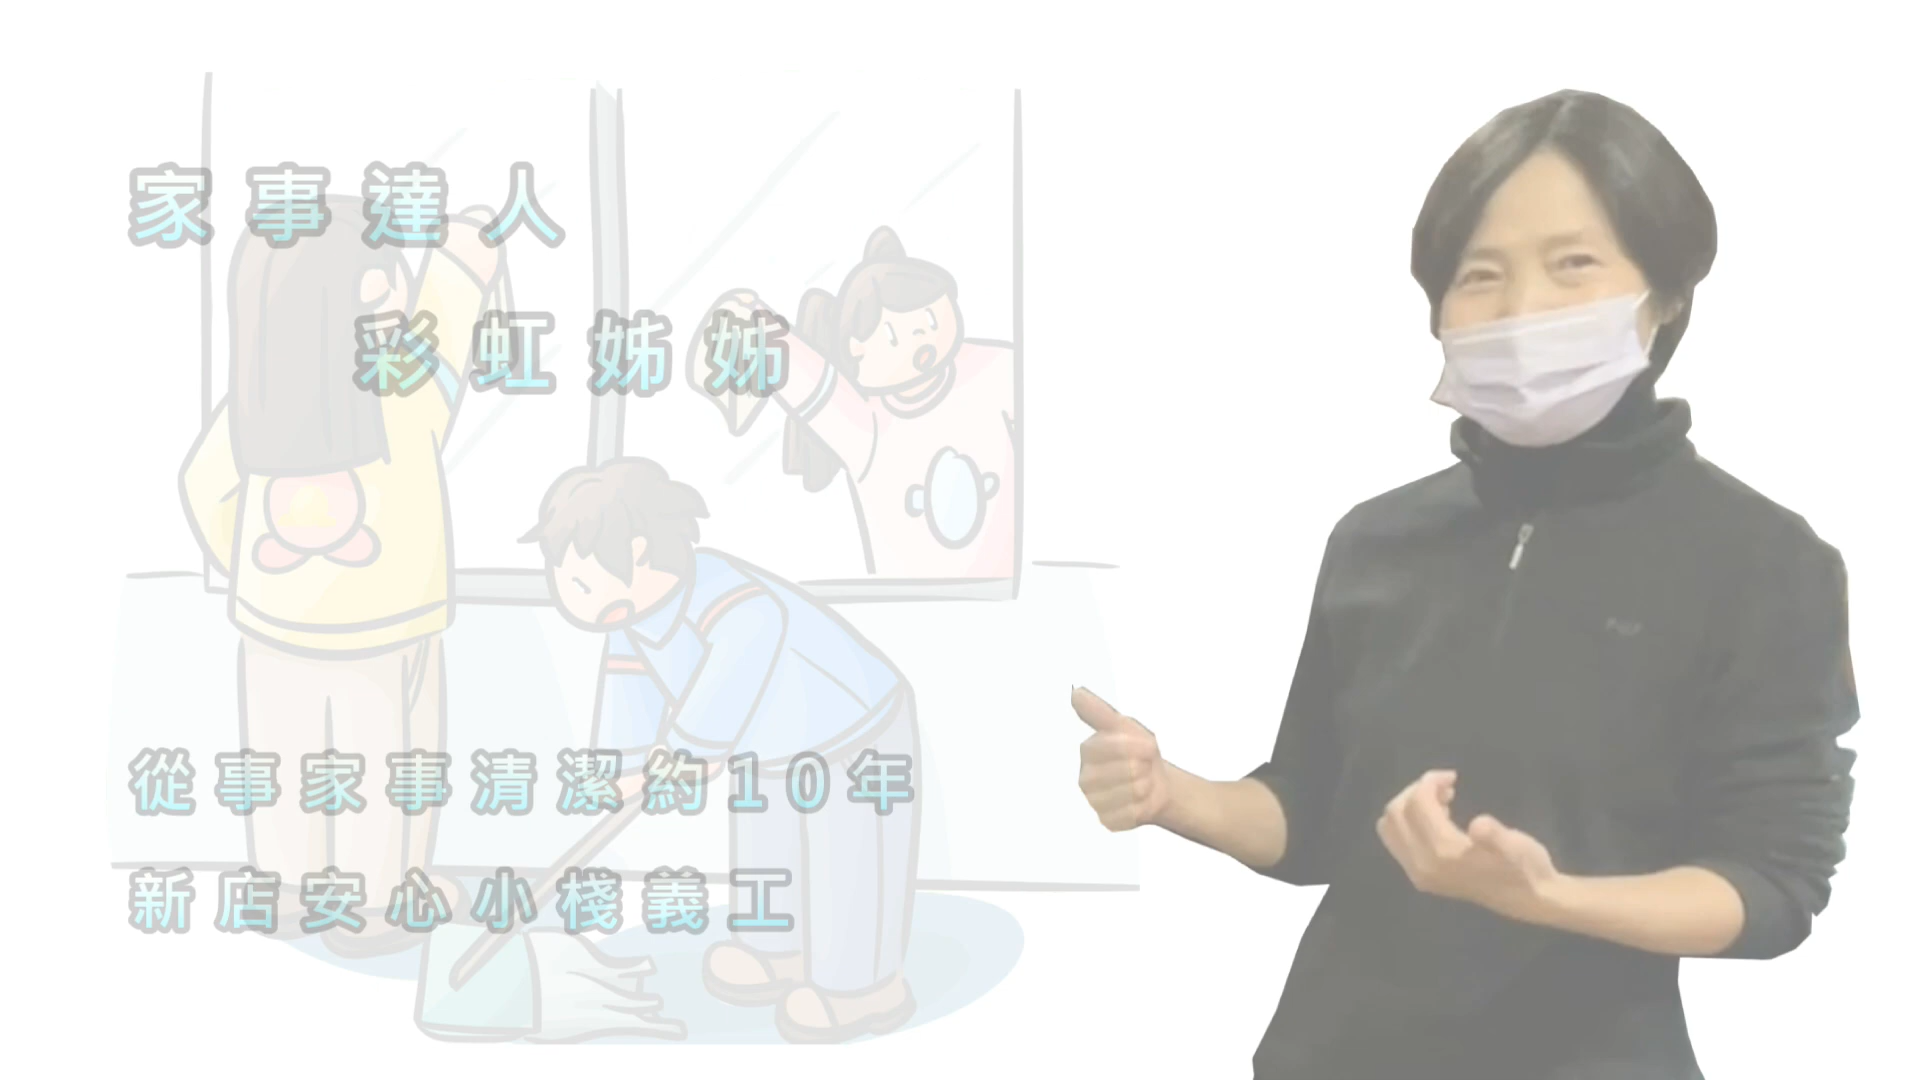 家事達人
彩虹姊姊
從事家事清潔約10年
新店安心小棧義工